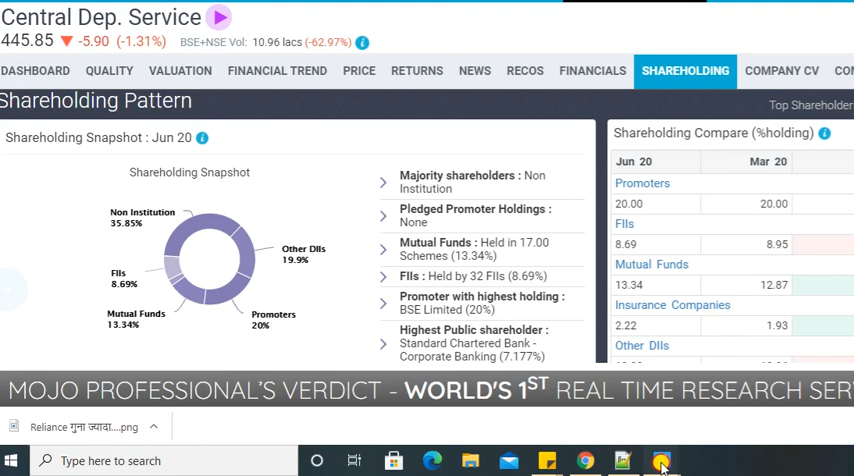 Central Dep. Service
445.85 ▼ -5.90 (-1.31%) BSE+NSE Vol: 10.96 lacs (-62.97%)
DASHBOARD QUALITY VALUATION FINANCIAL TREND PRICE RETURNS NEWS RECOS FINANCIALS SHAREHOLDING COMPANY CV COM
Shareholding Pattern
Top Shareholder
Shareholding Snapshot : Jun 20
Shareholding Snapshot
Non Institution
35.85%
Other DIIs
19.9%
FIIs
8.69%
Mutual Funds
13.34%
Promoters
20%
Majority shareholders : Non
Institution
Pledged Promoter Holdings :
None
Mutual Funds : Held in 17.00
Schemes (13.34%)
FIIs : Held by 32 FIIs (8.69%)
Promoter with highest holding :
BSE Limited (20%)
Highest Public shareholder :
Standard Chartered Bank -
Corporate Banking (7.177%)
Shareholding Compare (%holding)
Jun 20 Mar 20
Promoters
20.00 20.00
FIIs
8.69 8.95
Mutual Funds
13.34 12.87
Insurance Companies
2.22 1.93
Other DIIs
MOJO PROFESSIONAL'S VERDICT - WORLD'S 1ST REAL TIME RESEARCH SERV
Reliance गुना ज्यादा....png
Type here to search